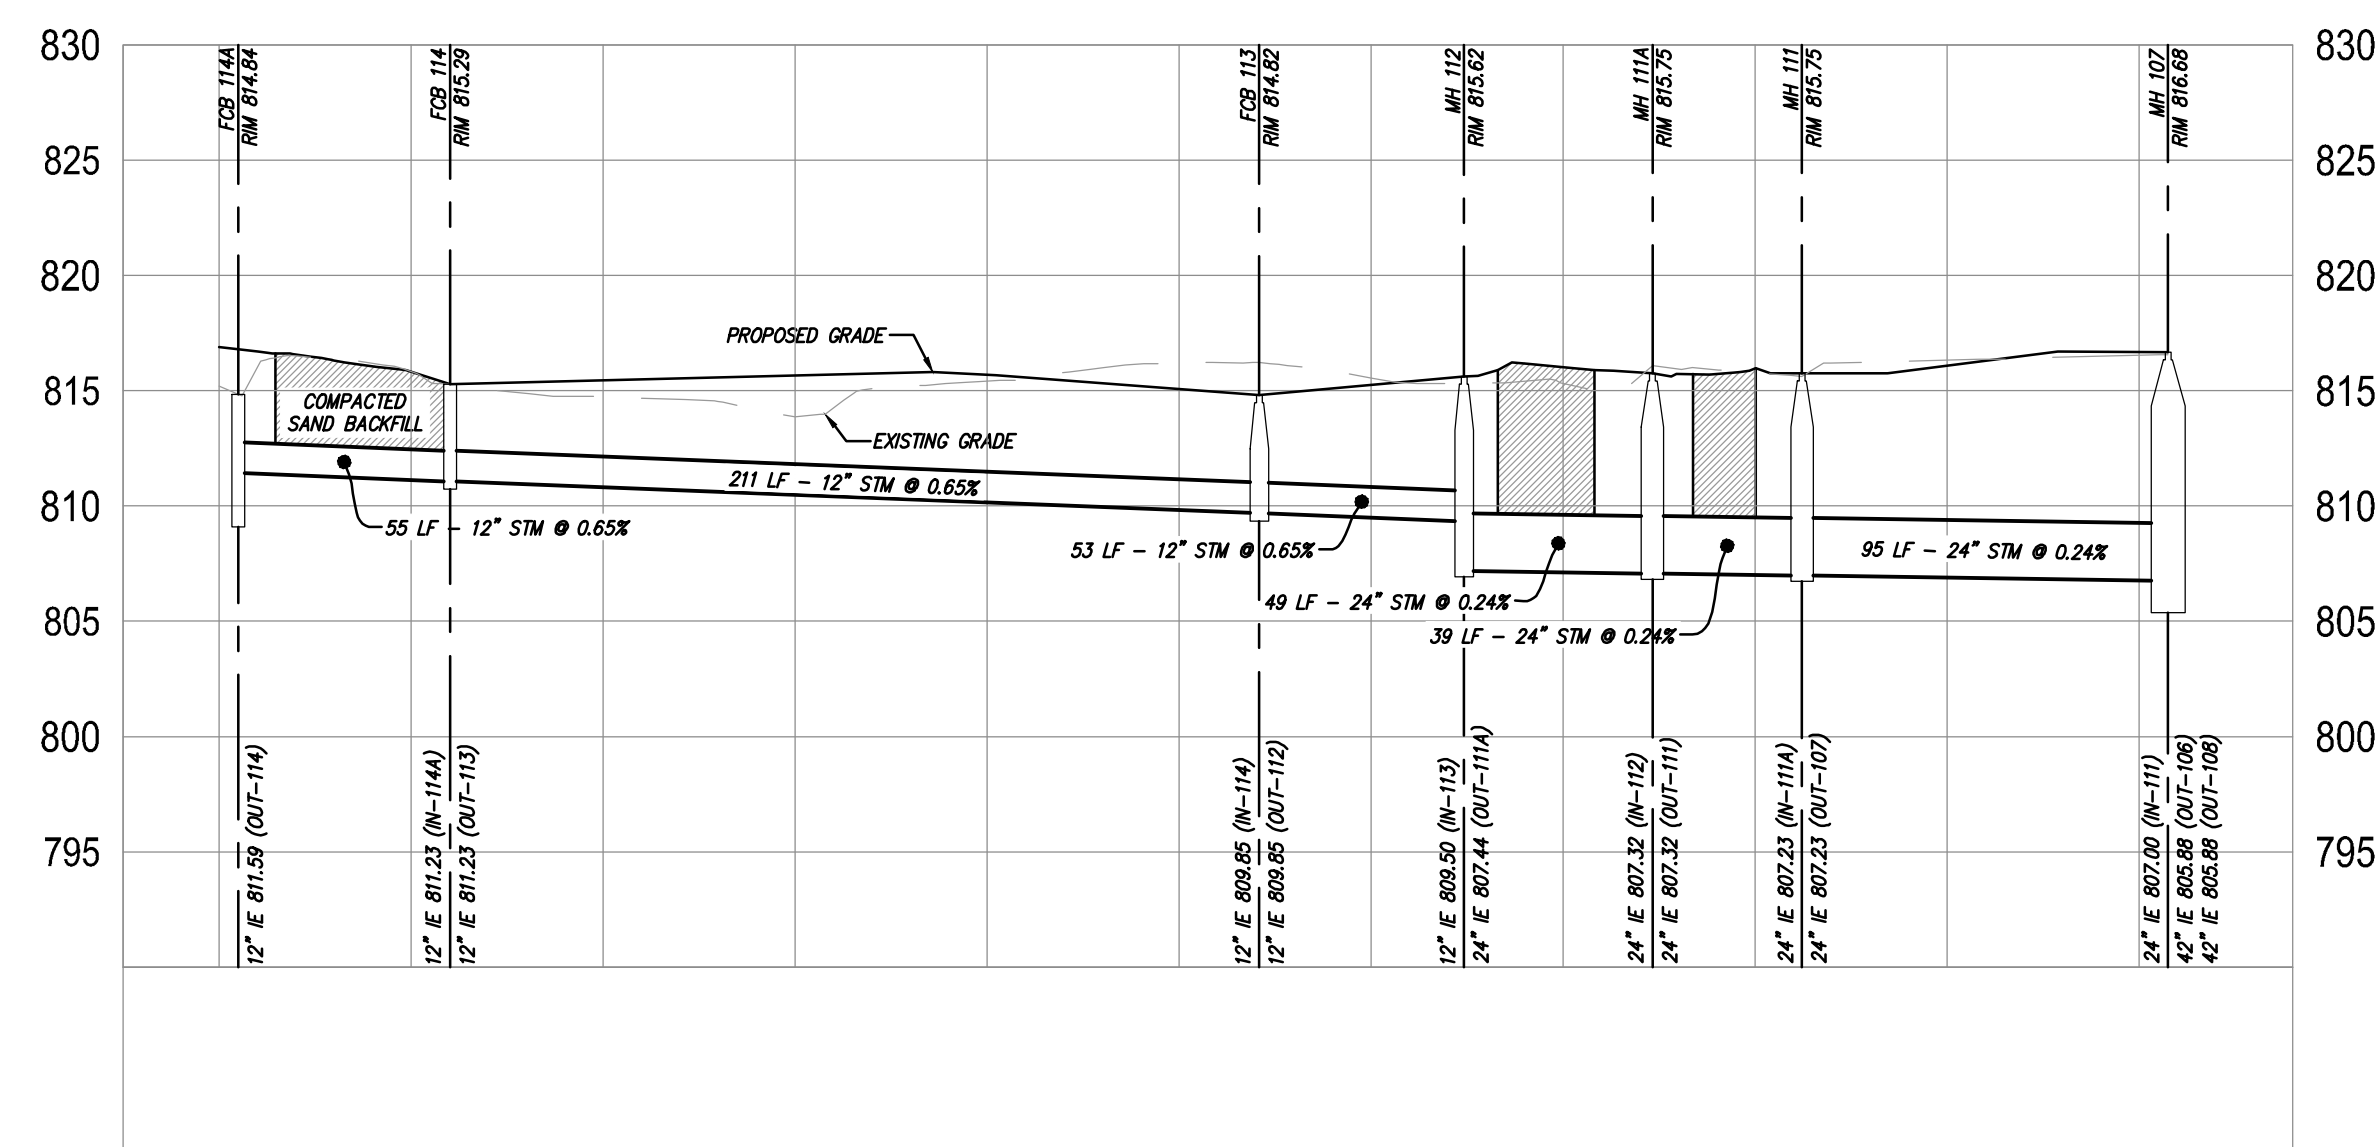 830
830
825
825
820
820
815
815
810
810
805
805
800
800
795
795
FCB 114A
RIM 814.84
FCB 114
RIM 815.29
FCB 113
RIM 814.82
MH 112
RIM 815.62
MH 111A
RIM 815.75
MH 111
RIM 815.75
MH 107
RIM 816.68
PROPOSED GRADE
COMPACTED
SAND BACKFILL
EXISTING GRADE
211 LF - 12" STM @ 0.65%
55 LF - 12" STM @ 0.65%
53 LF - 12" STM @ 0.65%
95 LF - 24" STM @ 0.24%
49 LF - 24" STM @ 0.24%
39 LF - 24" STM @ 0.24%
12" IE 811.59 (OUT-114)
12" IE 811.23 (IN-114A)
12" IE 811.23 (OUT-113)
12" IE 809.85 (IN-114)
12" IE 809.85 (OUT-112)
12" IE 809.50 (IN-113)
24" IE 807.44 (OUT-111A)
24" IE 807.32 (IN-112)
24" IE 807.32 (OUT-111)
24" IE 807.23 (IN-111A)
24" IE 807.23 (OUT-107)
24" IE 807.00 (IN-111)
42" IE 805.88 (OUT-106)
42" IE 805.88 (OUT-108)